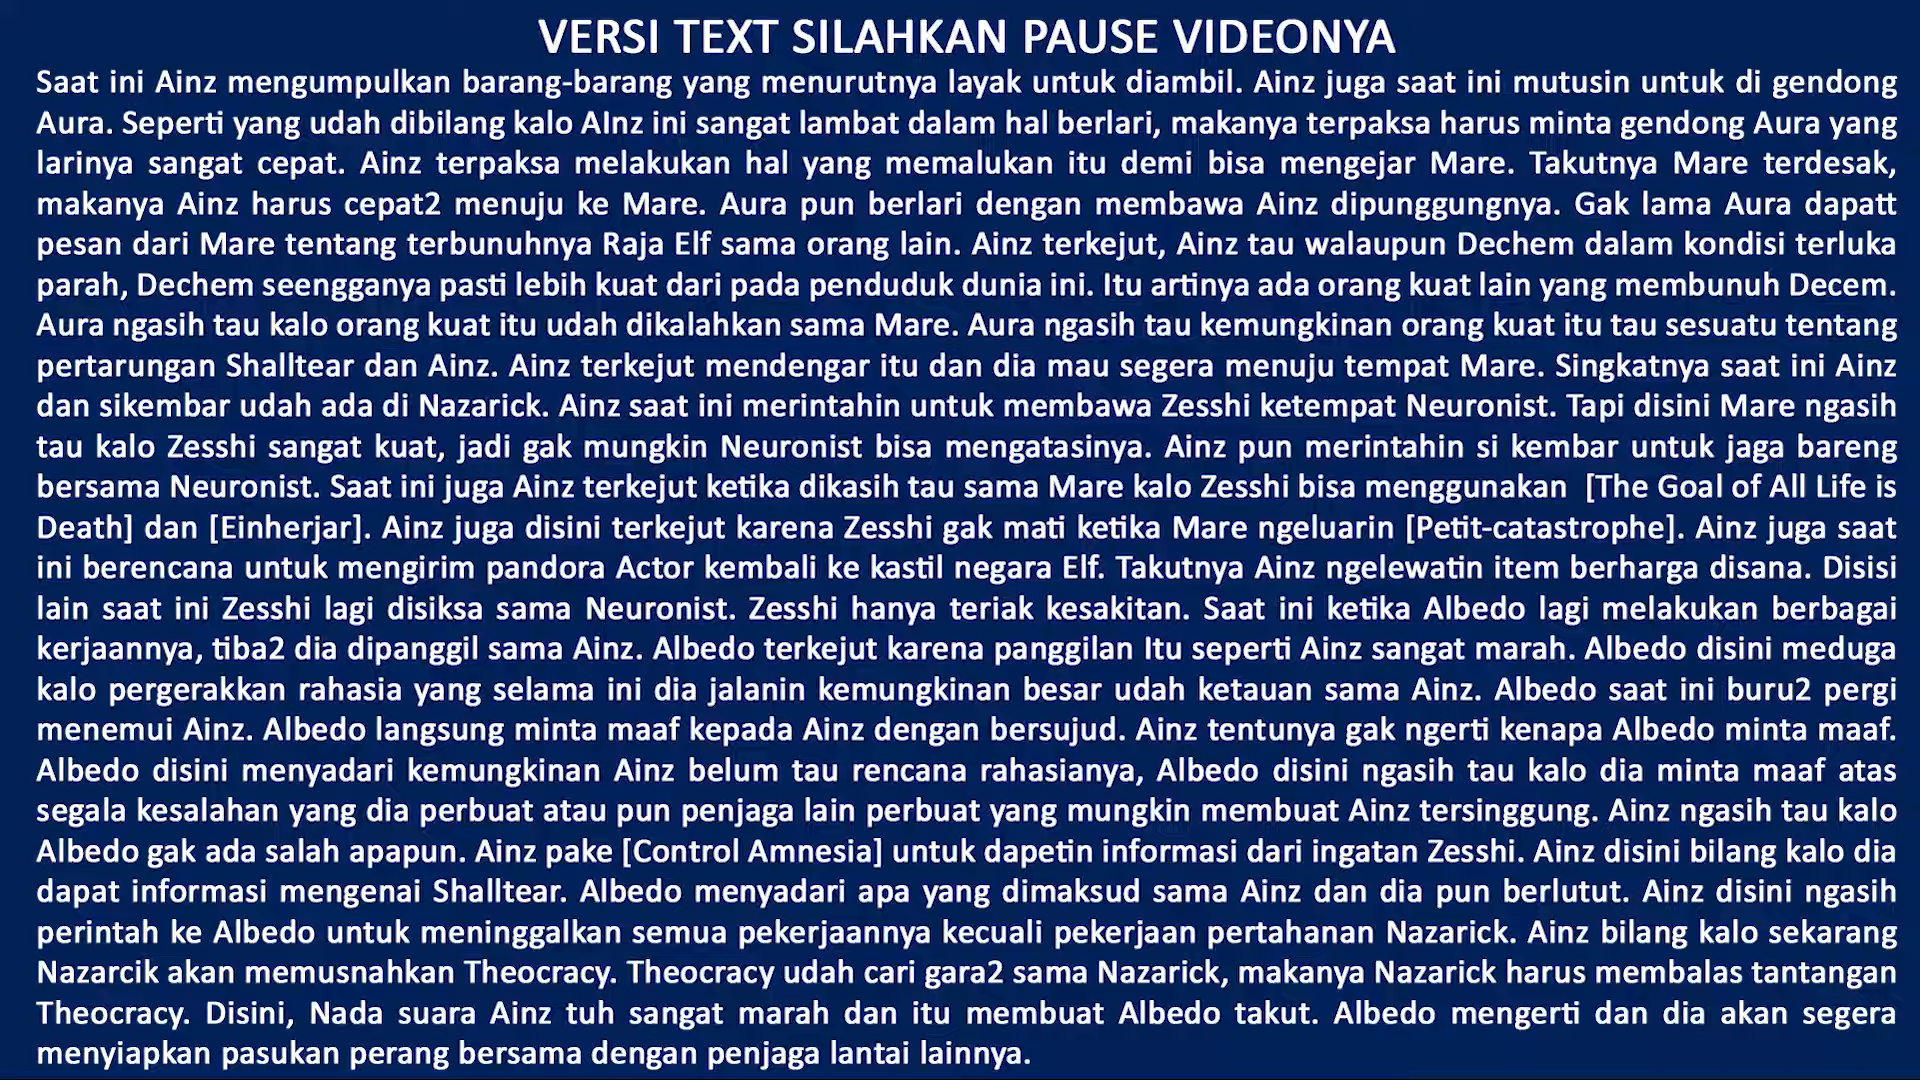 VERSI TEXT SILAHKAN PAUSE VIDEONYA
Saat ini Ainz mengumpulkan barang-barang yang menurutnya layak untuk diambil. Ainz juga saat ini mutusin untuk di gendong
Aura. Seperti yang udah dibilang kalo AInz ini sangat lambat dalam hal berlari, makanya terpaksa harus minta gendong Aura yang
larinya sangat cepat. Ainz terpaksa melakukan hal yang memalukan itu demi bisa mengejar Mare. Takutnya Mare terdesak,
makanya Ainz harus cepat2 menuju ke Mare. Aura pun berlari dengan membawa Ainz dipunggungnya. Gak lama Aura dapatt
pesan dari Mare tentang terbunuhnya Raja Elf sama orang lain. Ainz terkejut, Ainz tau walaupun Dechem dalam kondisi terluka
parah, Dechem seengganya pasti lebih kuat dari pada penduduk dunia ini. Itu artinya ada orang kuat lain yang membunuh Decem.
Aura ngasih tau kalo orang kuat itu udah dikalahkan sama Mare. Aura ngasih tau kemungkinan orang kuat itu tau sesuatu tentang
pertarungan Shalltear dan Ainz. Ainz terkejut mendengar itu dan dia mau segera menuju tempat Mare. Singkatnya saat ini Ainz
dan sikembar udah ada di Nazarick. Ainz saat ini merintahin untuk membawa Zesshi ketempat Neuronist. Tapi disini Mare ngasih
tau kalo Zesshi sangat kuat, jadi gak mungkin Neuronist bisa mengatasinya. Ainz pun merintahin si kembar untuk jaga bareng
bersama Neuronist. Saat ini juga Ainz terkejut ketika dikasih tau sama Mare kalo Zesshi bisa menggunakan  [The Goal of All Life is
Death] dan [Einherjar]. Ainz juga disini terkejut karena Zesshi gak mati ketika Mare ngeluarin [Petit-catastrophe]. Ainz juga saat
ini berencana untuk mengirim pandora Actor kembali ke kastil negara Elf. Takutnya Ainz ngelewatin item berharga disana. Disisi
lain saat ini Zesshi lagi disiksa sama Neuronist. Zesshi hanya teriak kesakitan. Saat ini ketika Albedo lagi melakukan berbagai
kerjaannya, tiba2 dia dipanggil sama Ainz. Albedo terkejut karena panggilan Itu seperti Ainz sangat marah. Albedo disini meduga
kalo pergerakkan rahasia yang selama ini dia jalanin kemungkinan besar udah ketauan sama Ainz. Albedo saat ini buru2 pergi
menemui Ainz. Albedo langsung minta maaf kepada Ainz dengan bersujud. Ainz tentunya gak ngerti kenapa Albedo minta maaf.
Albedo disini menyadari kemungkinan Ainz belum tau rencana rahasianya, Albedo disini ngasih tau kalo dia minta maaf atas
segala kesalahan yang dia perbuat atau pun penjaga lain perbuat yang mungkin membuat Ainz tersinggung. Ainz ngasih tau kalo
Albedo gak ada salah apapun. Ainz pake [Control Amnesia] untuk dapetin informasi dari ingatan Zesshi. Ainz disini bilang kalo dia
dapat informasi mengenai Shalltear. Albedo menyadari apa yang dimaksud sama Ainz dan dia pun berlutut. Ainz disini ngasih
perintah ke Albedo untuk meninggalkan semua pekerjaannya kecuali pekerjaan pertahanan Nazarick. Ainz bilang kalo sekarang
Nazarcik akan memusnahkan Theocracy. Theocracy udah cari gara2 sama Nazarick, makanya Nazarick harus membalas tantangan
Theocracy. Disini, Nada suara Ainz tuh sangat marah dan itu membuat Albedo takut. Albedo mengerti dan dia akan segera
menyiapkan pasukan perang bersama dengan penjaga lantai lainnya.